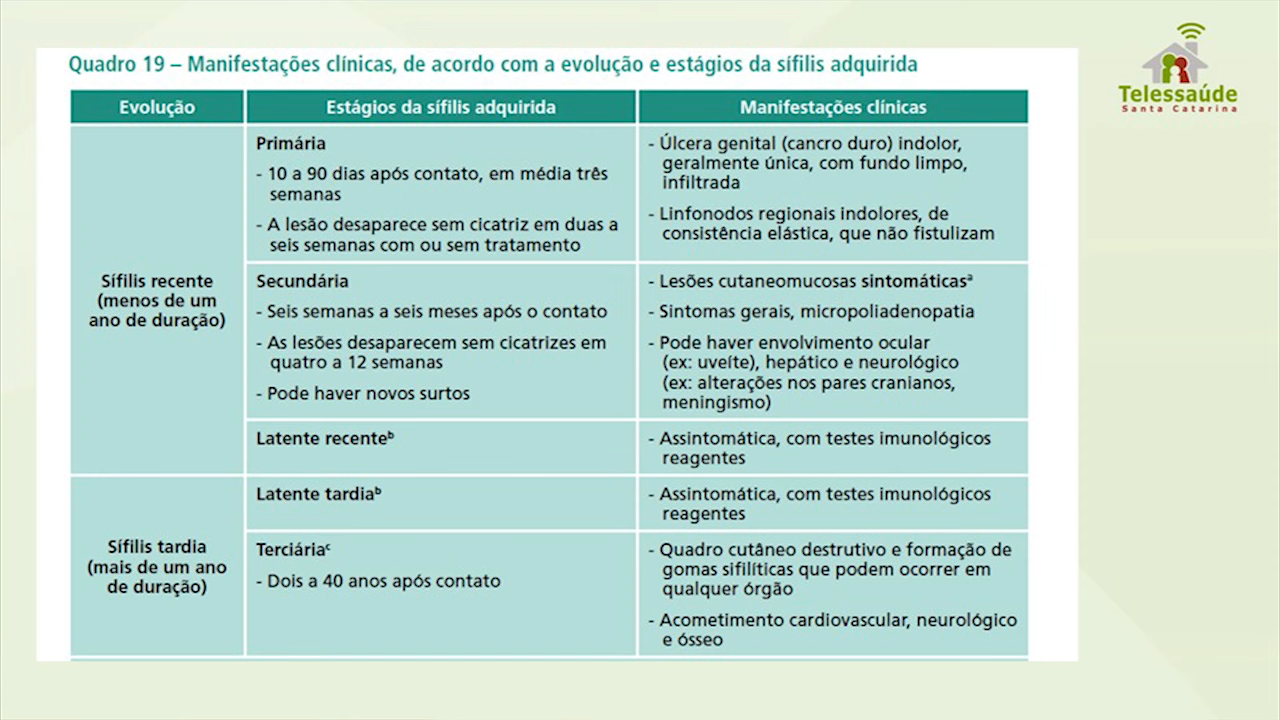 Quadro 19 – Manifestações clínicas, de acordo com a evolução e estágios da sífilis adquirida
Telessaúde
Santa Catarina
Evolução
Estágios da sífilis adquirida
Manifestações clínicas
Sífilis recente
(menos de um
ano de duração)
Primária
- 10 a 90 dias após contato, em média três
semanas
- A lesão desaparece sem cicatriz em duas a
seis semanas com ou sem tratamento
- Úlcera genital (cancro duro) indolor,
geralmente única, com fundo limpo,
infiltrada
- Linfonodos regionais indolores, de
consistência elástica, que não fistulizam
Secundária
- Seis semanas a seis meses após o contato
- As lesões desaparecem sem cicatrizes em
quatro a 12 semanas
- Pode haver novos surtos
- Lesões cutaneomucosas sintomáticasª
- Sintomas gerais, micropoliadenopatia
- Pode haver envolvimento ocular
(ex: uveíte), hepático e neurológico
(ex: alterações nos pares cranianos,
meningismo)
Latente recenteᵇ
- Assintomática, com testes imunológicos
reagentes
Sífilis tardia
(mais de um ano
de duração)
Latente tardiaᵇ
- Assintomática, com testes imunológicos
reagentes
Terciáriaᶜ
- Dois a 40 anos após contato
- Quadro cutâneo destrutivo e formação de
gomas sifilíticas que podem ocorrer em
qualquer órgão
- Acometimento cardiovascular, neurológico
e ósseo